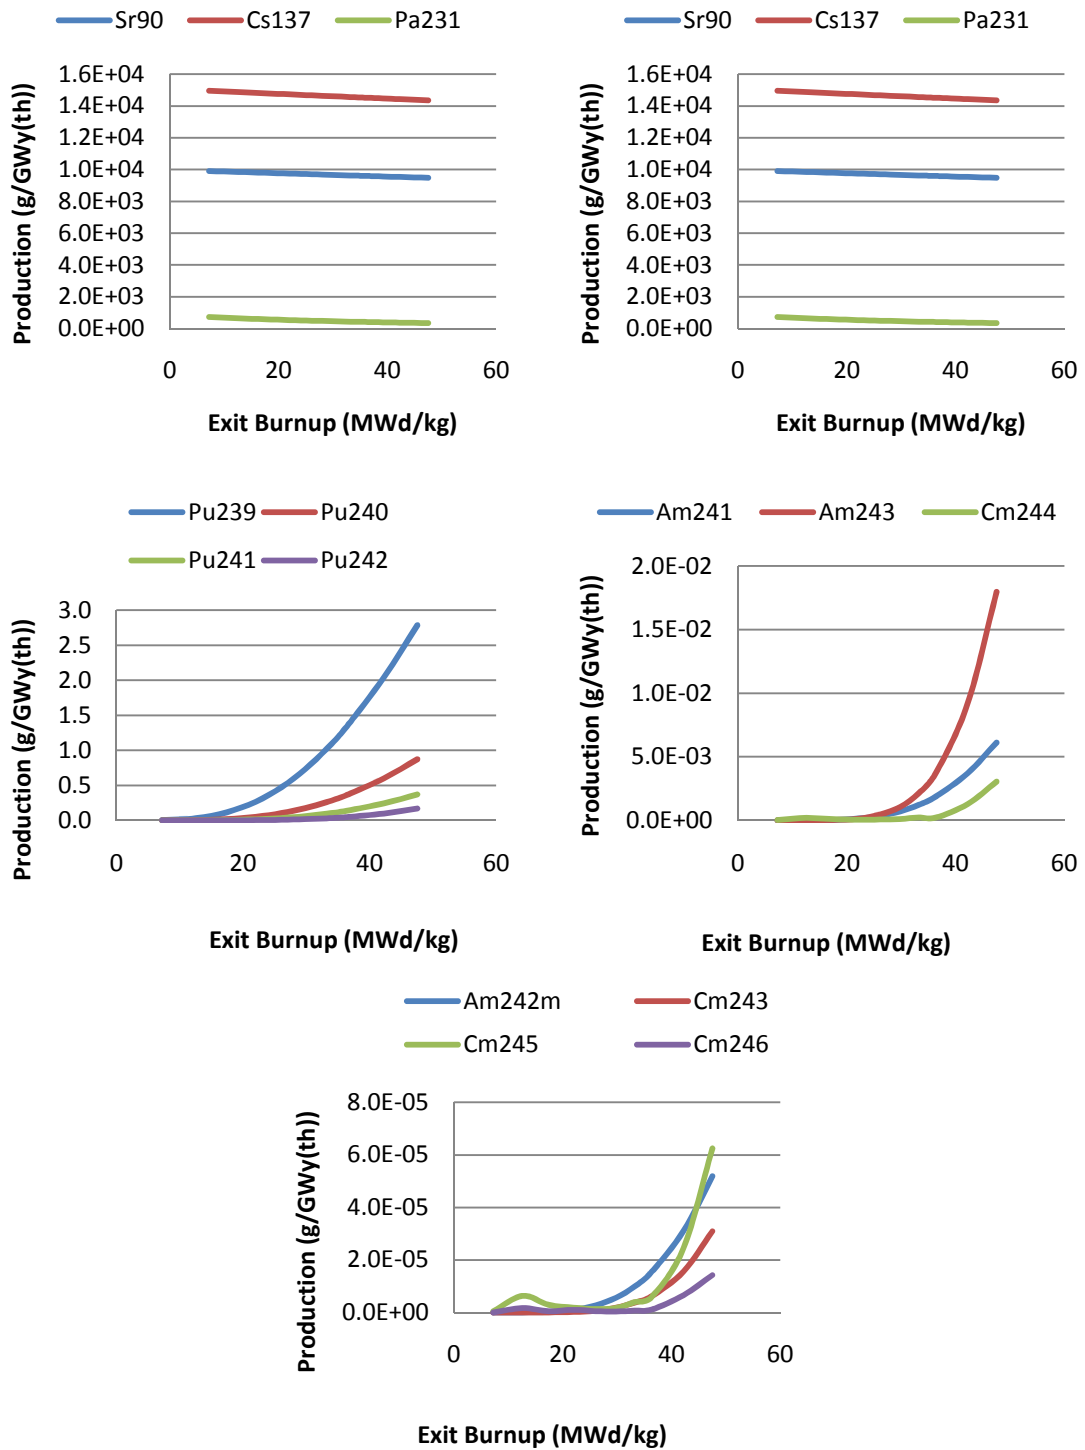 Sr90 Cs137 Pa231
Production (g/GWy(th))
1.6E+04
1.4E+04
1.2E+04
1.0E+04
8.0E+03
6.0E+03
4.0E+03
2.0E+03
0.0E+00
0 20 40 60
Exit Burnup (MWd/kg)
Sr90 Cs137 Pa231
Production (g/GWy(th))
1.6E+04
1.4E+04
1.2E+04
1.0E+04
8.0E+03
6.0E+03
4.0E+03
2.0E+03
0.0E+00
0 20 40 60
Exit Burnup (MWd/kg)
Pu239 Pu240
Pu241 Pu242
Production (g/GWy(th))
3.0
2.5
2.0
1.5
1.0
0.5
0.0
0 20 40 60
Exit Burnup (MWd/kg)
Am241 Am243 Cm244
Production (g/GWy(th))
2.0E-02
1.5E-02
1.0E-02
5.0E-03
0.0E+00
0 20 40 60
Exit Burnup (MWd/kg)
Am242m Cm243
Cm245 Cm246
Production (g/GWy(th))
8.0E-05
6.0E-05
4.0E-05
2.0E-05
0.0E+00
0 20 40 60
Exit Burnup (MWd/kg)